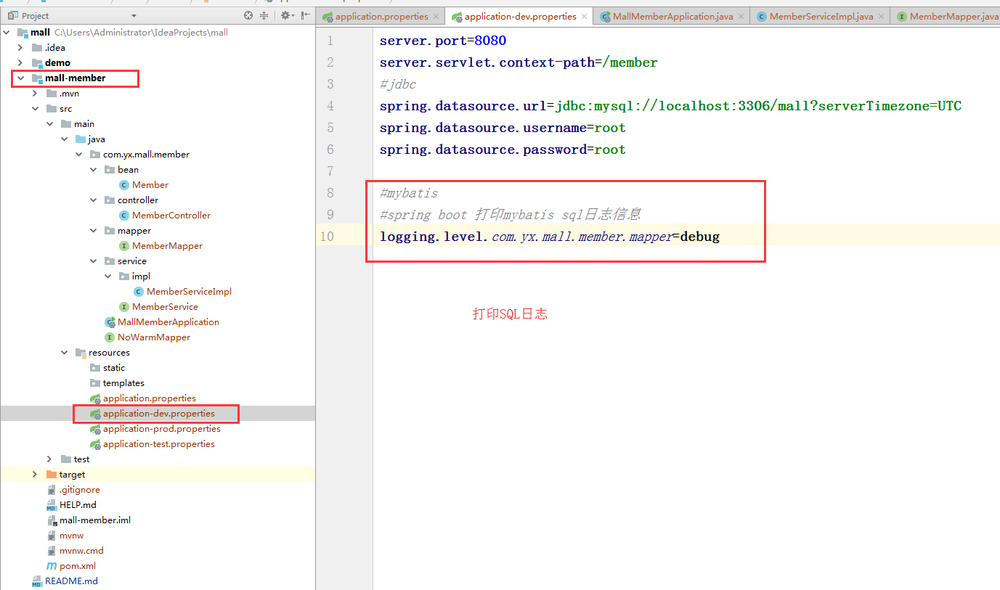 Project
application.properties
application-dev.properties
MallMemberApplication.java
MemberServiceImpl.java
MemberMapper.java
mall C:\Users\Administrator\IdeaProjects\mall
.idea
demo
mall-member
.mvn
src
main
java
com.yx.mall.member
bean
Member
controller
MemberController
mapper
MemberMapper
service
impl
MemberServiceImpl
MemberService
MallMemberApplication
NoWarmMapper
resources
static
templates
application.properties
application-dev.properties
application-prod.properties
application-test.properties
test
target
.gitignore
HELP.md
mall-member.iml
mvnw
mvnw.cmd
pom.xml
README.md
1 server.port=8080
2 server.servlet.context-path=/member
3 #jdbc
4 spring.datasource.url=jdbc:mysql://localhost:3306/mall?serverTimezone=UTC
5 spring.datasource.username=root
6 spring.datasource.password=root
7
8 #mybatis
9 #spring boot 打印mybatis sql日志信息
10 logging.level.com.yx.mall.member.mapper=debug
打印SQL日志